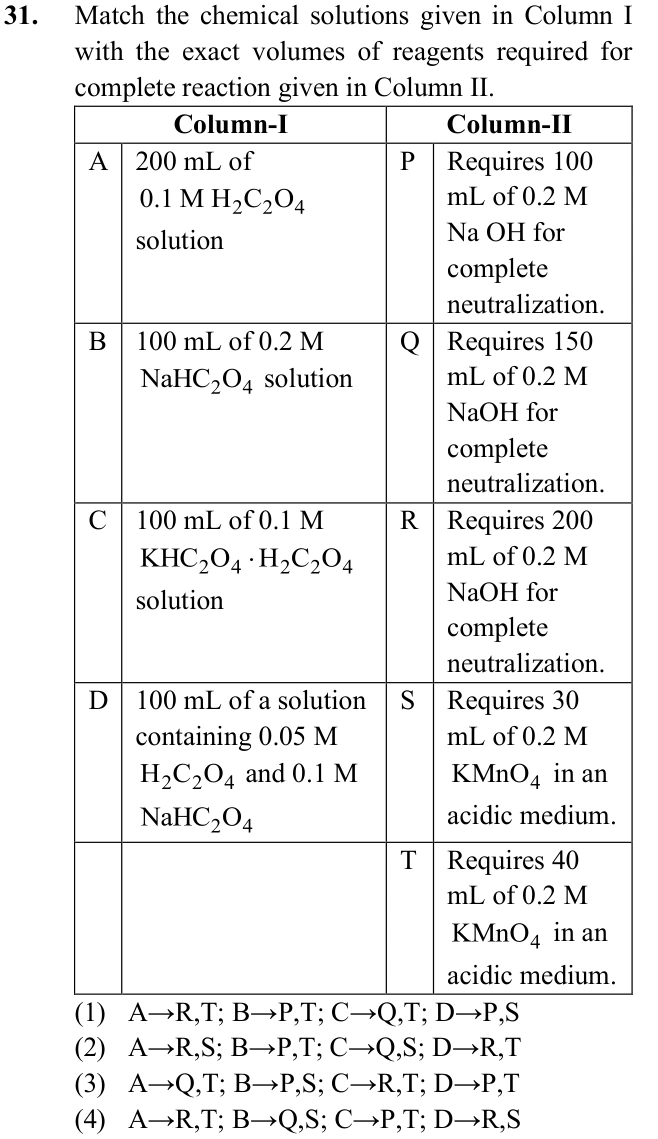 31. Match the chemical solutions given in Column I
with the exact volumes of reagents required for
complete reaction given in Column II.
Column-I Column-II
A 200 mL of P Requires 100
0.1 M H₂C₂O₄ mL of 0.2 M
solution Na OH for
complete
neutralization.
B 100 mL of 0.2 M Q Requires 150
NaHC₂O₄ solution mL of 0.2 M
NaOH for
complete
neutralization.
C 100 mL of 0.1 M R Requires 200
KHC₂O₄ · H₂C₂O₄ mL of 0.2 M
solution NaOH for
complete
neutralization.
D 100 mL of a solution S Requires 30
containing 0.05 M mL of 0.2 M
H₂C₂O₄ and 0.1 M KMnO₄ in an
NaHC₂O₄ acidic medium.
T Requires 40
mL of 0.2 M
KMnO₄ in an
acidic medium.
(1) A→R,T; B→P,T; C→Q,T; D→P,S
(2) A→R,S; B→P,T; C→Q,S; D→R,T
(3) A→Q,T; B→P,S; C→R,T; D→P,T
(4) A→R,T; B→Q,S; C→P,T; D→R,S